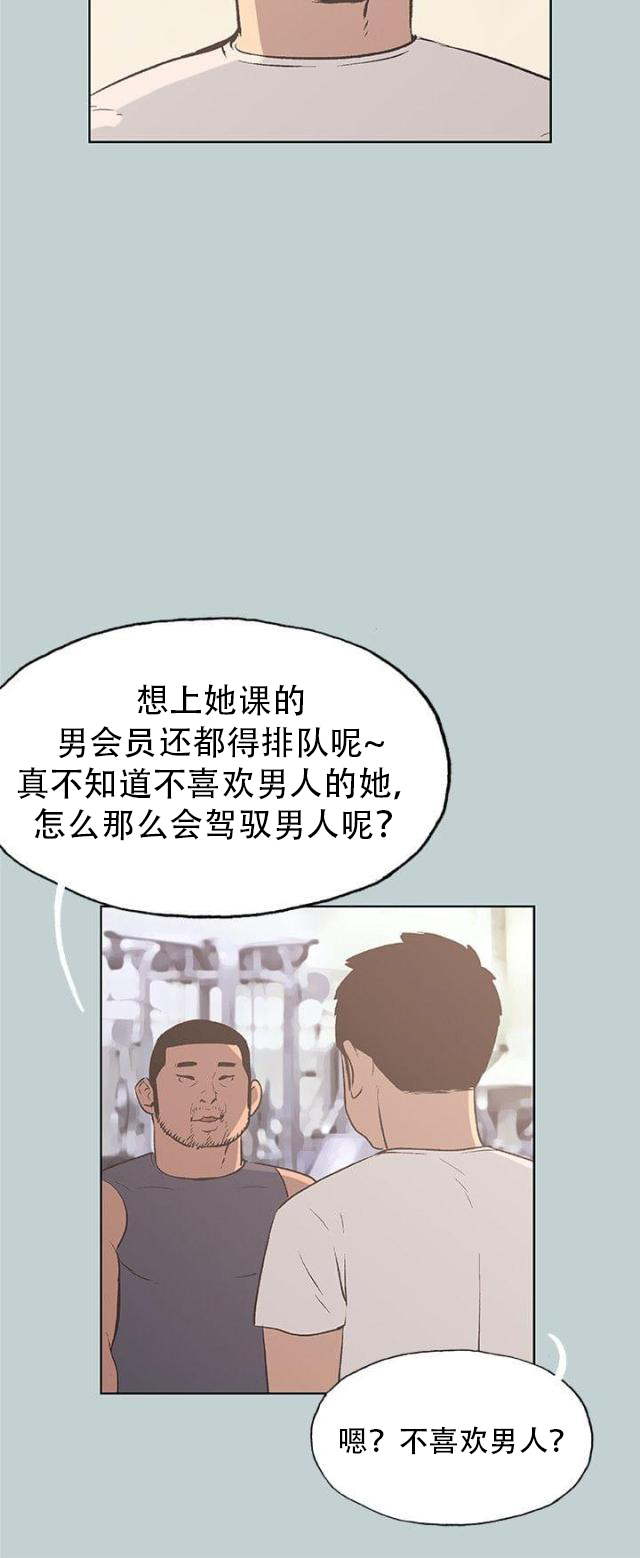 想上她课的
男会员还都得排队呢~
真不知道不喜欢男人的她,
怎么那么会驾驭男人呢?
嗯? 不喜欢男人?